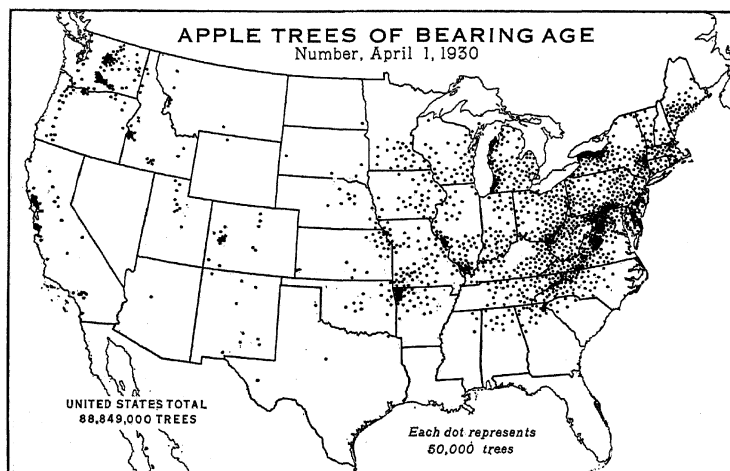 APPLE TREES OF BEARING AGE
Number, April 1, 1930
UNITED STATES TOTAL
88,849,000 TREES
Each dot represents
50,000 trees